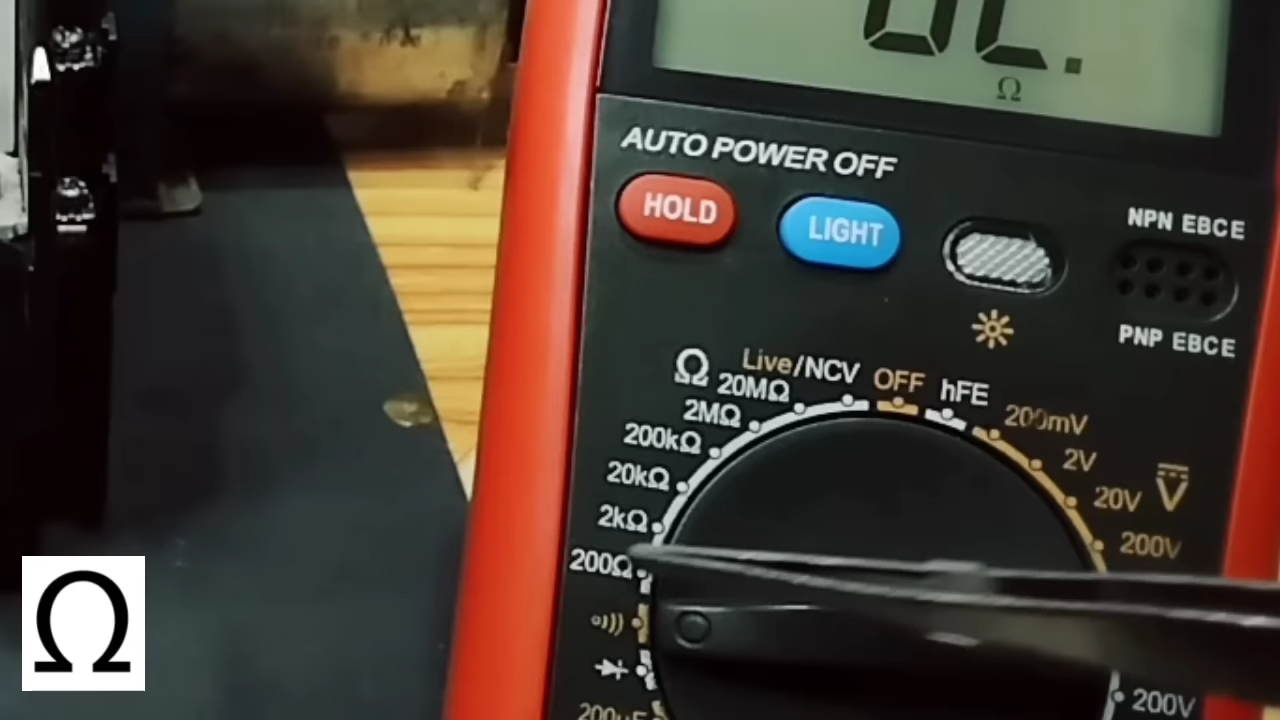 0L.
Ω
AUTO POWER OFF
HOLD
LIGHT
NPN EBCE
PNP EBCE
Ω
Live/NCV
OFF
hFE
20MΩ
2MΩ
200kΩ
20kΩ
2kΩ
200Ω
200mV
2V
20V
V
200V
200V
Ω